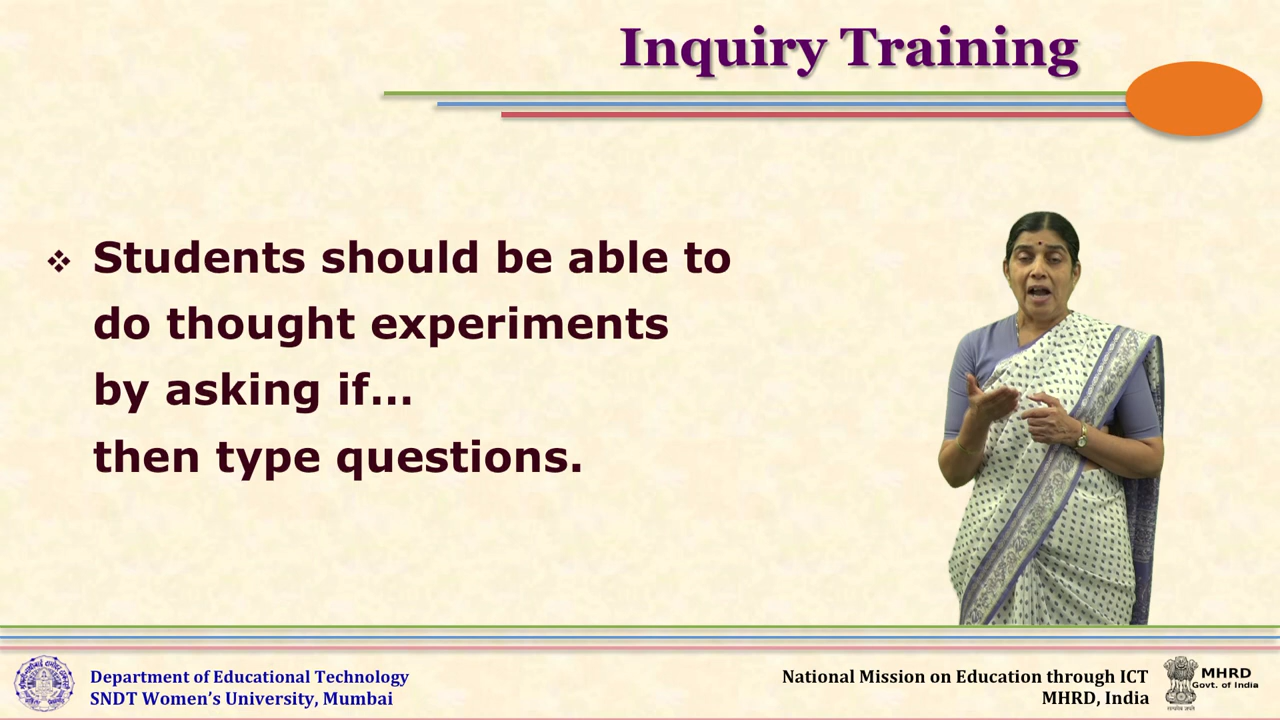 Inquiry Training
❖ Students should be able to
do thought experiments
by asking if...
then type questions.
Department of Educational Technology
SNDT Women's University, Mumbai
National Mission on Education through ICT
MHRD, India
MHRD
Govt. of India